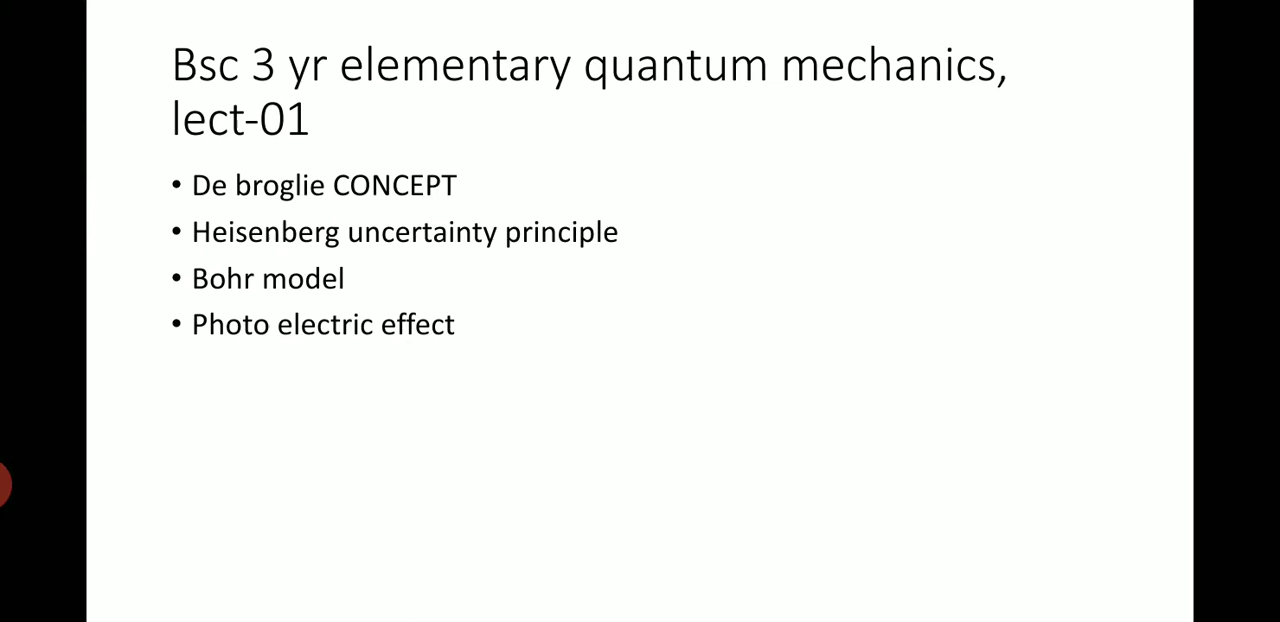 Bsc 3 yr elementary quantum mechanics,
lect-01
• De broglie CONCEPT
• Heisenberg uncertainty principle
• Bohr model
• Photo electric effect